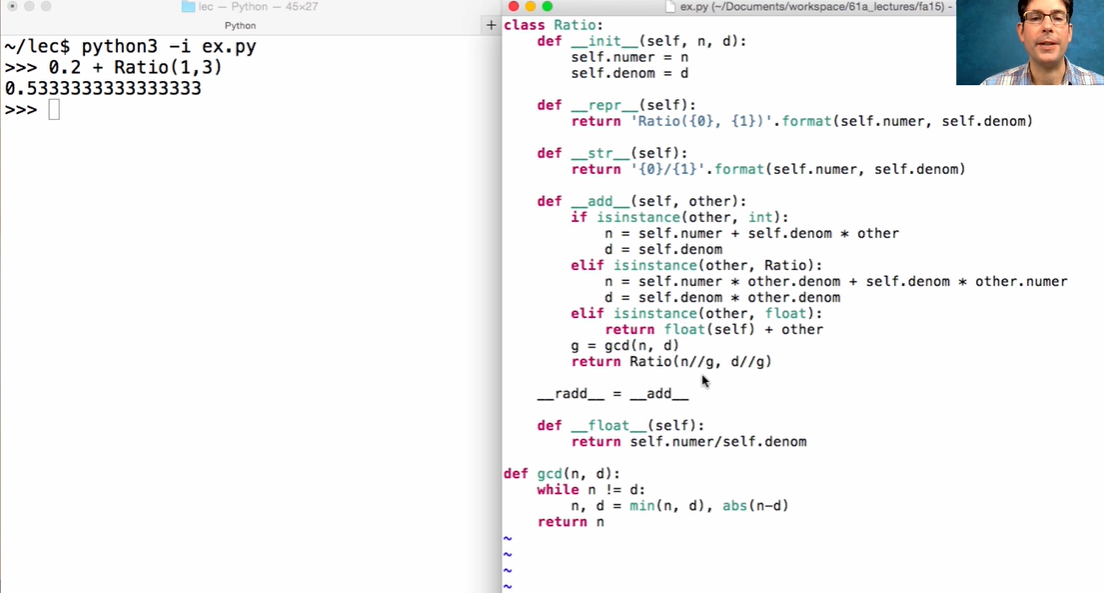 lec — Python — 45×27
Python
+
~/lec$ python3 -i ex.py
>>> 0.2 + Ratio(1,3)
0.5333333333333333
>>>
ex.py (~/Documents/workspace/61a_lectures/fa15) -
class Ratio:
    def __init__(self, n, d):
        self.numer = n
        self.denom = d

    def __repr__(self):
        return 'Ratio({0}, {1})'.format(self.numer, self.denom)

    def __str__(self):
        return '{0}/{1}'.format(self.numer, self.denom)

    def __add__(self, other):
        if isinstance(other, int):
            n = self.numer + self.denom * other
            d = self.denom
        elif isinstance(other, Ratio):
            n = self.numer * other.denom + self.denom * other.numer
            d = self.denom * other.denom
        elif isinstance(other, float):
            return float(self) + other
        g = gcd(n, d)
        return Ratio(n//g, d//g)

    __radd__ = __add__

    def __float__(self):
        return self.numer/self.denom

def gcd(n, d):
    while n != d:
        n, d = min(n, d), abs(n-d)
    return n
~
~
~
~